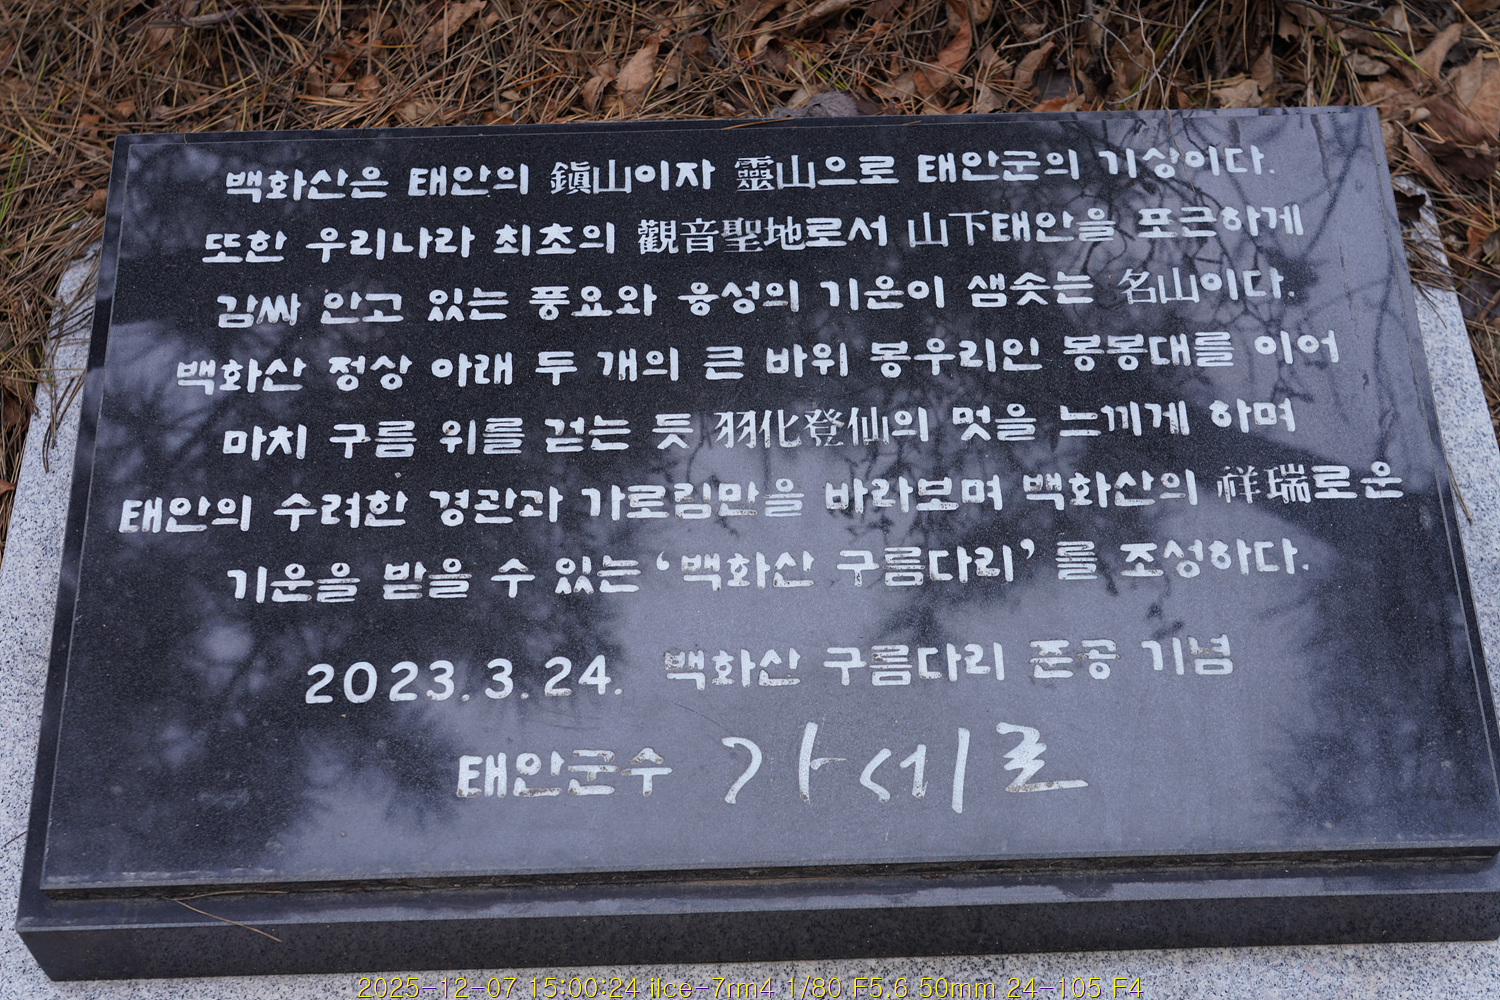 백화산은 태안의 鎭山이자 靈山으로 태안군의 기상이다.
또한 우리나라 최초의 觀音聖地로서 山下태안을 포근하게
감싸 안고 있는 풍요와 융성의 기운이 샘솟는 名山이다.
백화산 정상 아래 두 개의 큰 바위 봉우리인 봉봉대를 이어
마치 구름 위를 걷는 듯 羽化登仙의 멋을 느끼게 하며
태안의 수려한 경관과 가로림만을 바라보며 백화산의 祥瑞로운
기운을 받을 수 있는 ‘백화산 구름다리’를 조성하다.
2023.3.24. 백화산 구름다리 준공 기념
태안군수 가세로
2025-12-07 15:00:24 ilce-7rm4 1/80 F5.6 50mm 24-105 F4